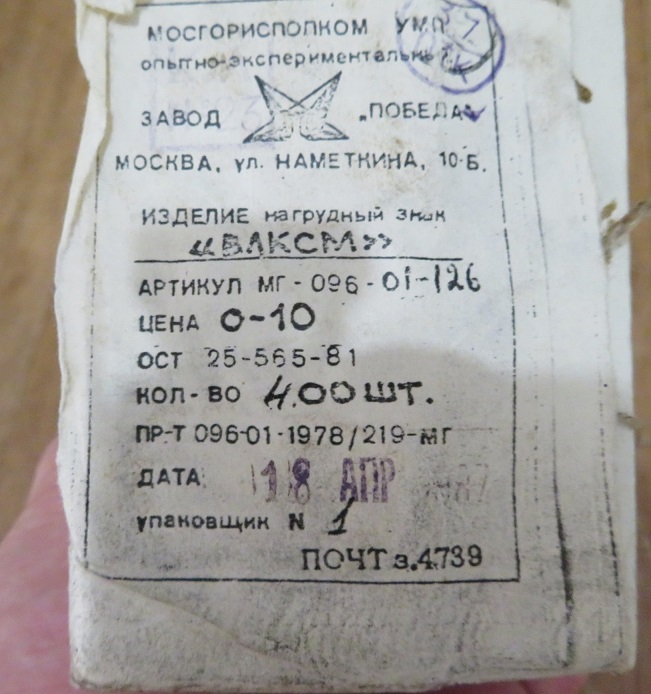 МОСГОРИСПОЛКОМ УМП
опытно-экспериментальный
ЗАВОД „ПОБЕДА“
МОСКВА, ул. НАМЕТКИНА, 10-Б.
ИЗДЕЛИЕ нагрудный знак
«ВЛКСМ»
АРТИКУЛ МГ-096-01-126
ЦЕНА 0-10
ОСТ 25-565-81
КОЛ-ВО 400 ШТ.
ПР-Т 096-01-1978/219-МГ
ДАТА 18 АПР
упаковщик N 1
ПОЧТ з.4739